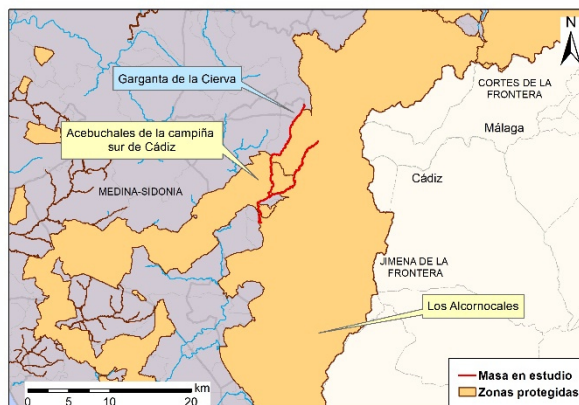 N
Garganta de la Cierva
CORTES DE LA
FRONTERA
Málaga
Acebuchales de la campiña
sur de Cádiz
Cádiz
MEDINA-SIDONIA
JIMENA DE LA
FRONTERA
Los Alcornocales
km
0 5 10 20
Masa en estudio
Zonas protegidas